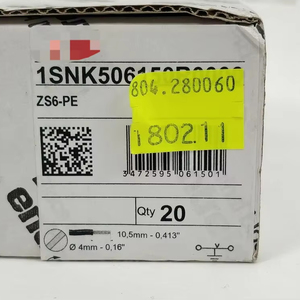 ZS6-PE
804.280060
180211
3472595061501
Qty 20
10,5mm - 0,413"
Ø 4mm - 0,16"